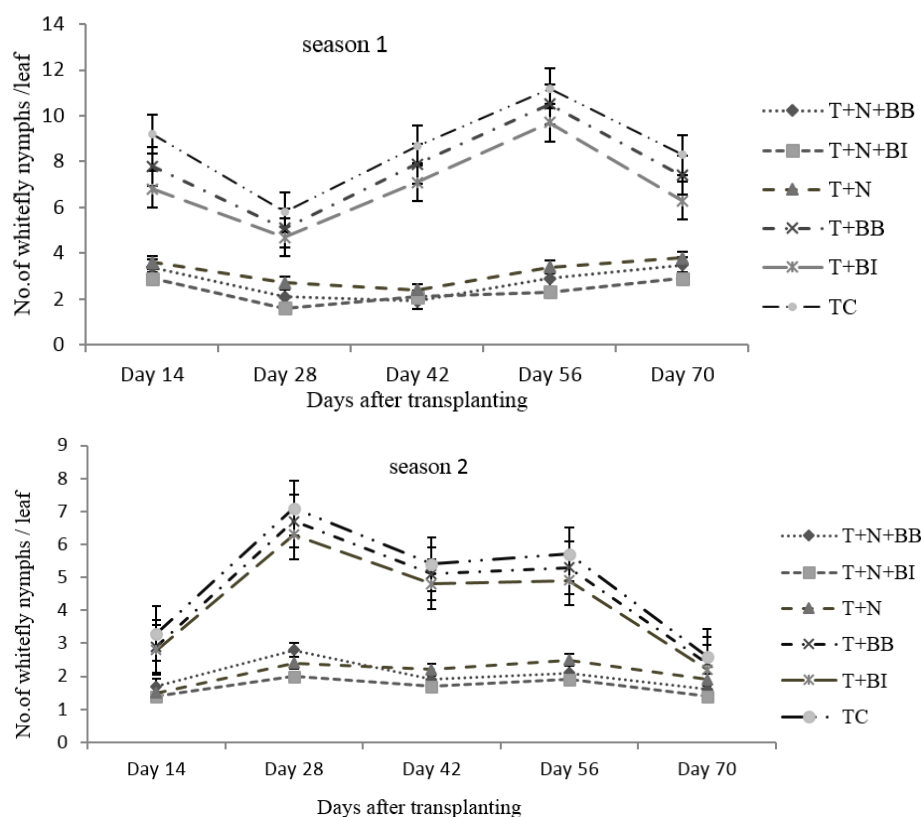 season 1
No.of whitefly nymphs /leaf
14
12
10
8
6
4
2
0
Day 14 Day 28 Day 42 Day 56 Day 70
Days after transplanting
T+N+BB
T+N+BI
T+N
T+BB
T+BI
TC
season 2
No.of whitefly nymphs / leaf
9
8
7
6
5
4
3
2
1
0
Day 14 Day 28 Day 42 Day 56 Day 70
Days after transplanting
T+N+BB
T+N+BI
T+N
T+BB
T+BI
TC